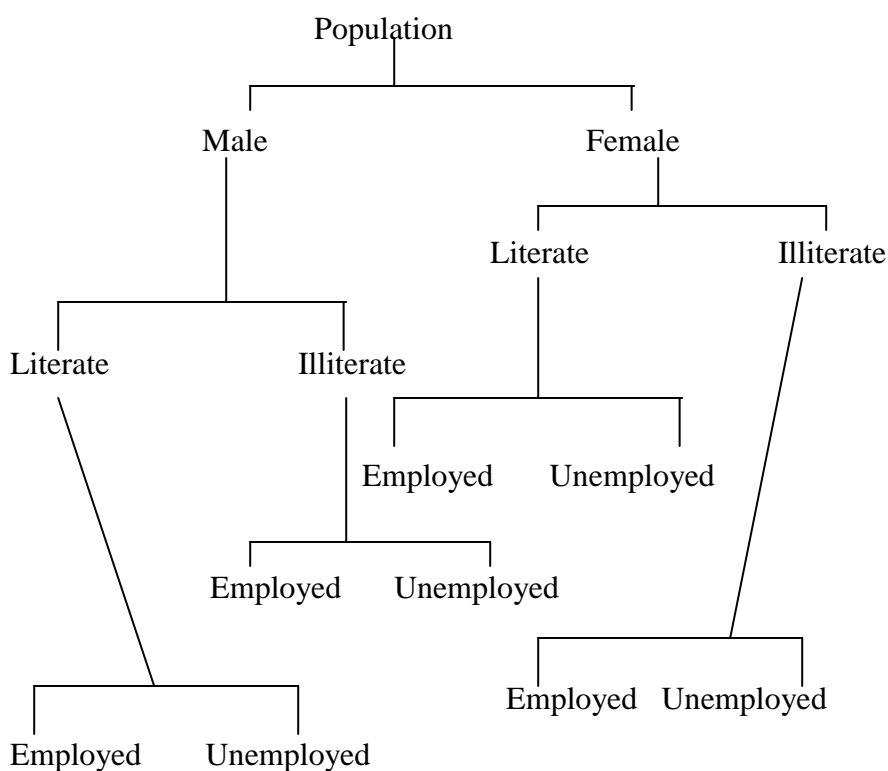 Population
Male Female
Literate Illiterate
Literate Illiterate
Employed Unemployed
Employed Unemployed
Employed Unemployed
Employed Unemployed